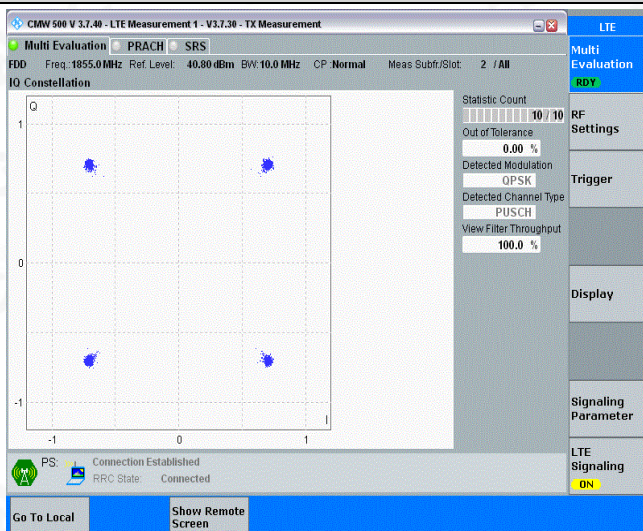 CMW 500 V 3.7.40 - LTE Measurement 1 - V3.7.30 - TX Measurement
LTE
Multi Evaluation PRACH SRS
Multi
Evaluation
RDY
FDD Freq.:1855.0 MHz Ref. Level: 40.80 dBm BW:10.0 MHz CP :Normal Meas Subfr./Slot: 2 / All
IQ Constellation
Q
1
0
-1
-1 0 1
I
Statistic Count
10 / 10
Out of Tolerance
0.00 %
Detected Modulation
QPSK
Detected Channel Type
PUSCH
View Filter Throughput
100.0 %
RF
Settings
Trigger
Display
Signaling
Parameter
LTE
Signaling
ON
PS: Connection Established
RRC State: Connected
Go To Local
Show Remote
Screen